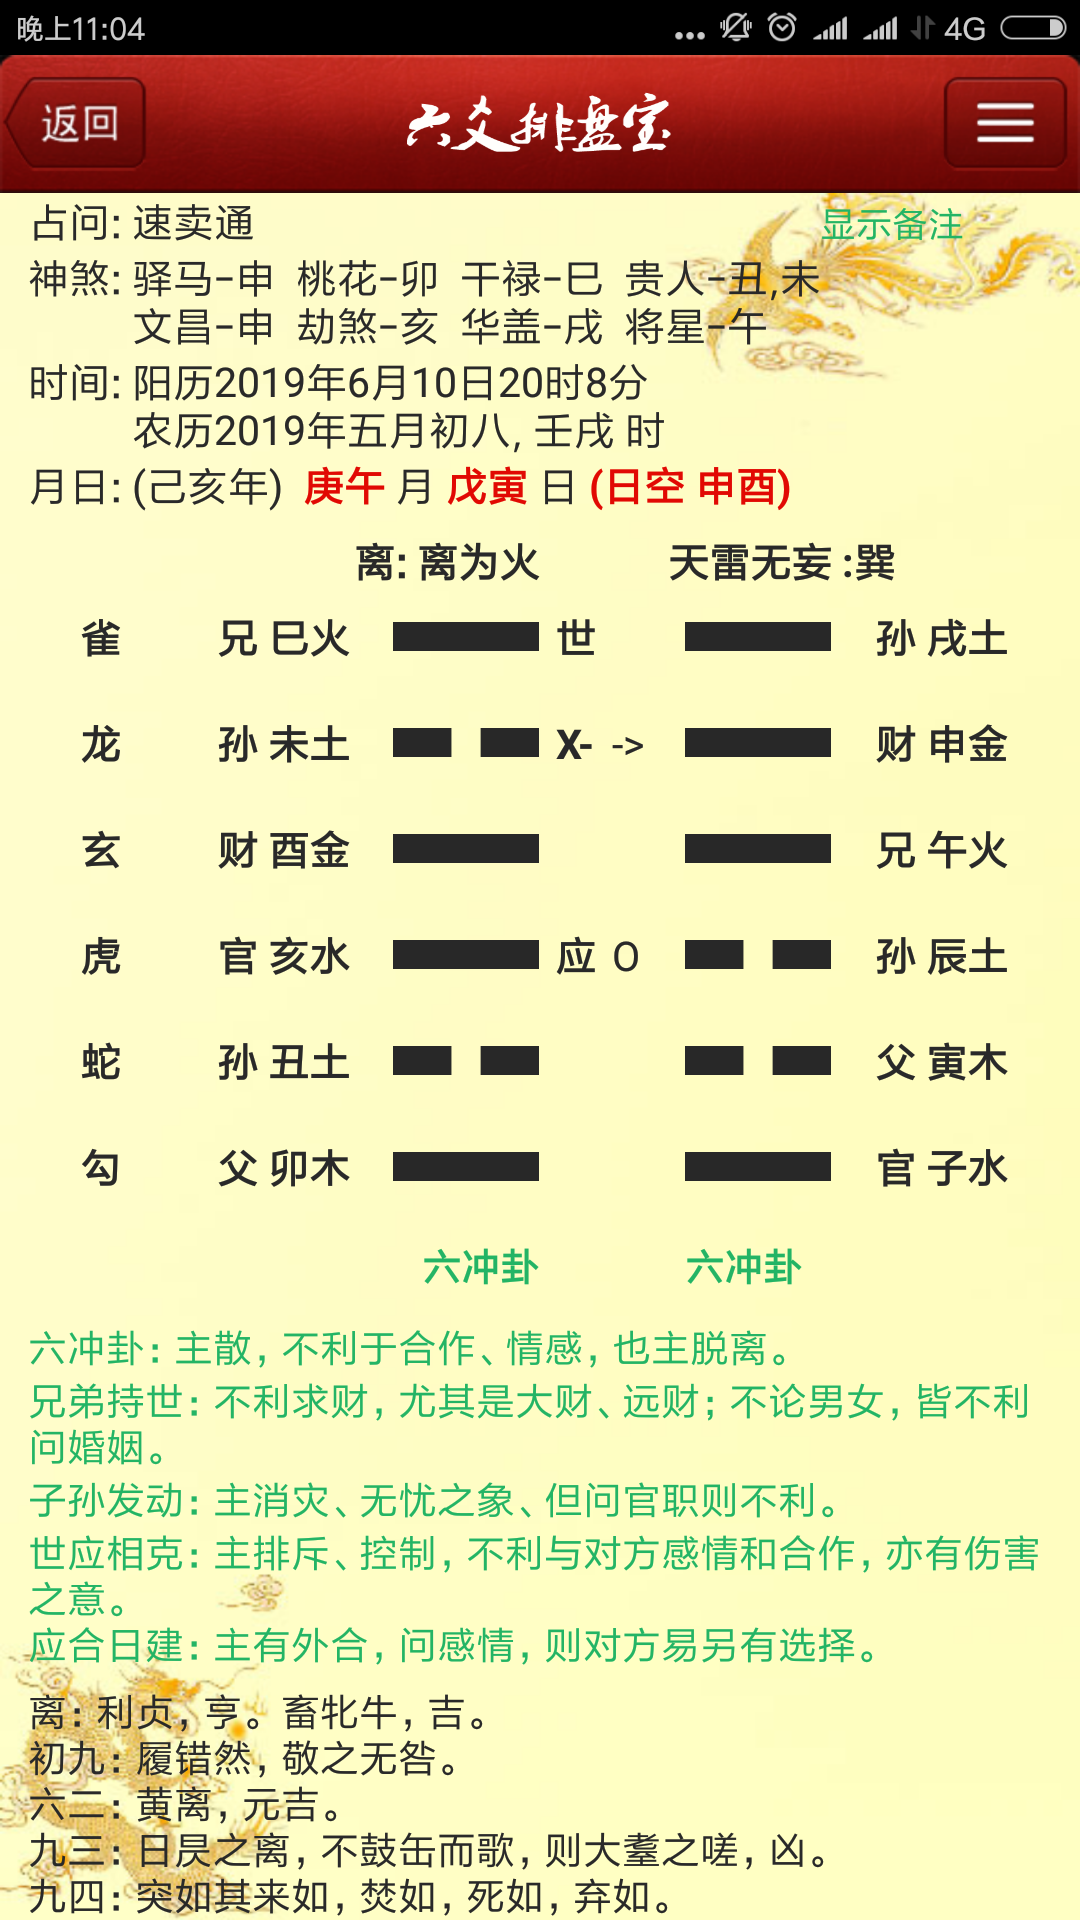 晚上11:04 ... 4G
返回 六爻排盘宝
占问: 速卖通 显示备注
神煞: 驿马-申 桃花-卯 干禄-巳 贵人-丑,未
文昌-申 劫煞-亥 华盖-戌 将星-午
时间: 阳历2019年6月10日20时8分
农历2019年五月初八, 壬戌 时
月日: (己亥年) 庚午 月 戊寅 日 (日空 申酉)
离: 离为火 天雷无妄 :巽
雀 兄 巳火 世 孙 戌土
龙 孙 未土 X- -> 财 申金
玄 财 酉金 兄 午火
虎 官 亥水 应 O 孙 辰土
蛇 孙 丑土 父 寅木
勾 父 卯木 官 子水
六冲卦 六冲卦
六冲卦: 主散, 不利于合作、情感, 也主脱离。
兄弟持世: 不利求财, 尤其是大财、远财; 不论男女, 皆不利
问婚姻。
子孙发动: 主消灾、无忧之象、但问官职则不利。
世应相克: 主排斥、控制, 不利与对方感情和合作, 亦有伤害
之意。
应合日建: 主有外合, 问感情, 则对方易另有选择。
离: 利贞, 亨。畜牝牛, 吉。
初九: 履错然, 敬之无咎。
六二: 黄离, 元吉。
九三: 日昃之离, 不鼓缶而歌, 则大耋之嗟, 凶。
九四: 突如其来如, 焚如, 死如, 弃如。